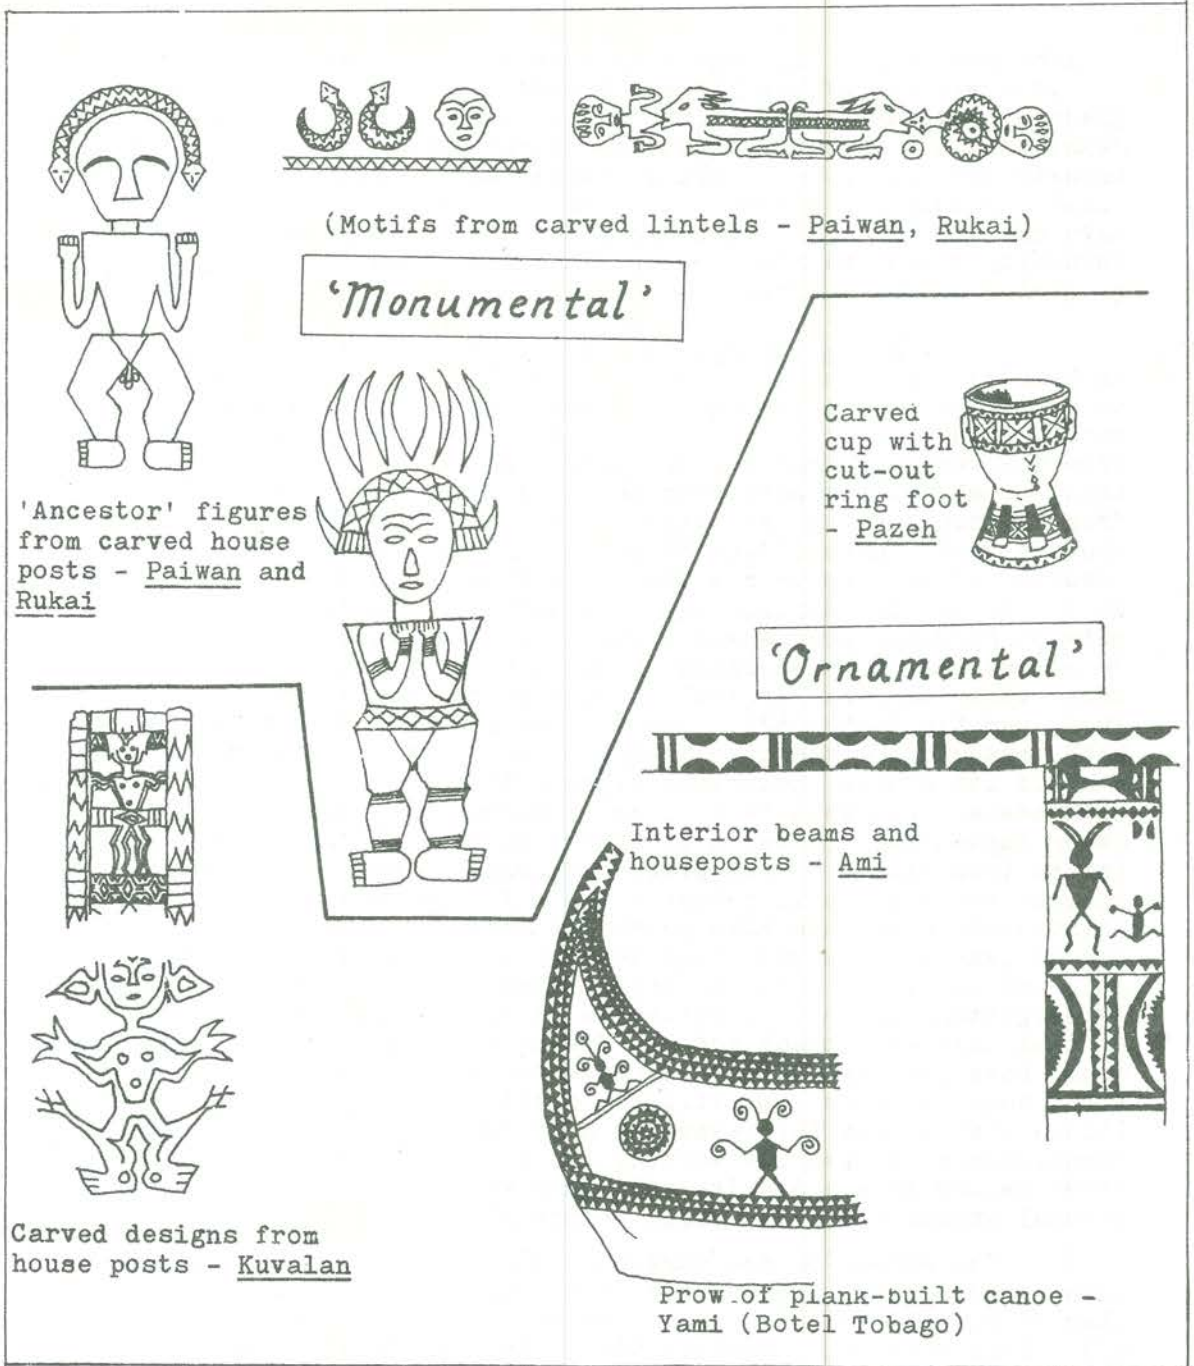 (Motifs from carved lintels - Paiwan, Rukai)
'Monumental'
'Ancestor' figures
from carved house
posts - Paiwan and
Rukai
Carved
cup with
cut-out
ring foot
- Pazeh
'Ornamental'
Interior beams and
houseposts - Ami
Carved designs from
house posts - Kuvalan
Prow of plank-built canoe -
Yami (Botel Tobago)